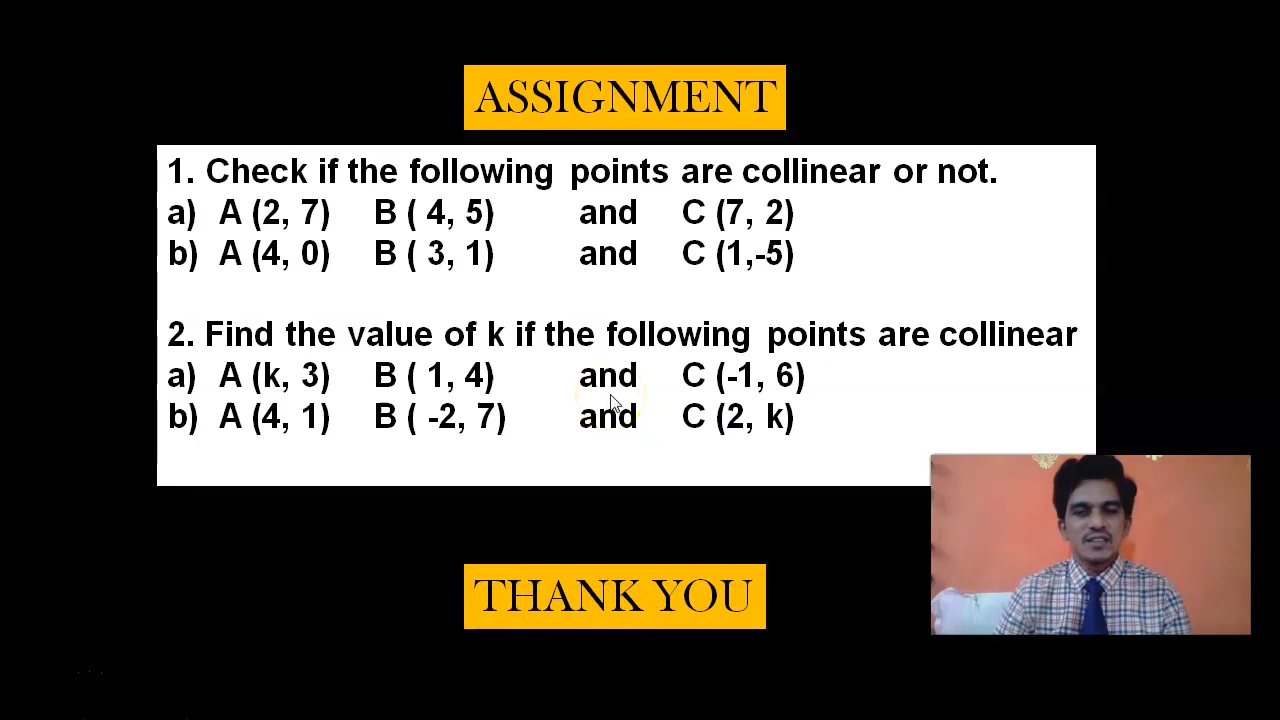 ASSIGNMENT
1. Check if the following points are collinear or not.
a) A (2, 7) B ( 4, 5) and C (7, 2)
b) A (4, 0) B ( 3, 1) and C (1,-5)
2. Find the value of k if the following points are collinear
a) A (k, 3) B ( 1, 4) and C (-1, 6)
b) A (4, 1) B ( -2, 7) and C (2, k)
THANK YOU